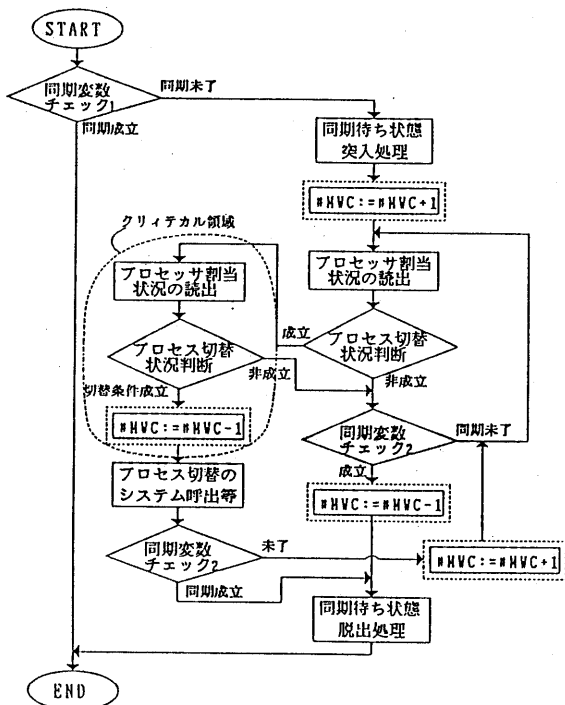 START
同期変数
チェック1
同期未了
同期成立
同期待ち状態
突入処理
#HWC:=#HWC+1
クリィテカル領域
プロセッサ割当
状況の読出
プロセッサ割当
状況の読出
プロセス切替
状況判断
成立
プロセス切替
状況判断
非成立
非成立
切替条件成立
#HWC:=#HWC-1
同期変数
チェック2
同期未了
成立
プロセス切替の
システム呼出等
#HWC:=#HWC-1
同期変数
チェック2
未了
#HWC:=#HWC+1
同期成立
同期待ち状態
脱出処理
END